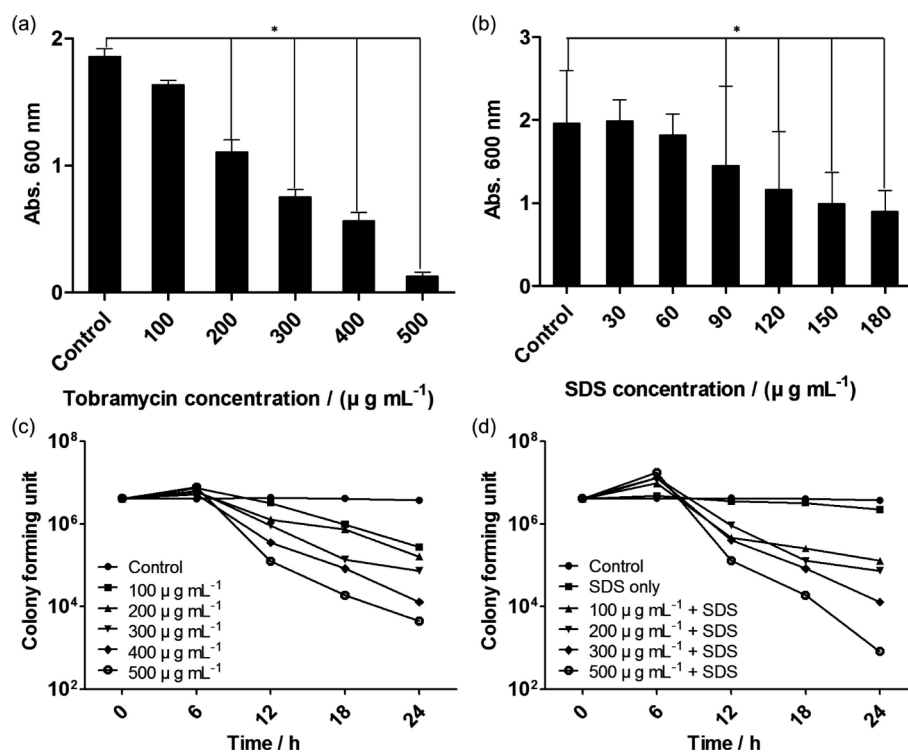 (a)
*
2
1
0
Abs. 600 nm
Control
100
200
300
400
500
Tobramycin concentration / (µ g mL⁻¹)
(b)
*
3
2
1
0
Abs. 600 nm
Control
30
60
90
120
150
180
SDS concentration / (µ g mL⁻¹)
(c)
10⁸
10⁶
10⁴
10²
Colony forming unit
Control
100 µ g mL⁻¹
200 µ g mL⁻¹
300 µ g mL⁻¹
400 µ g mL⁻¹
500 µ g mL⁻¹
0
6
12
18
24
Time / h
(d)
10⁸
10⁶
10⁴
10²
Colony forming unit
Control
SDS only
100 µ g mL⁻¹ + SDS
200 µ g mL⁻¹ + SDS
300 µ g mL⁻¹ + SDS
500 µ g mL⁻¹ + SDS
0
6
12
18
24
Time / h